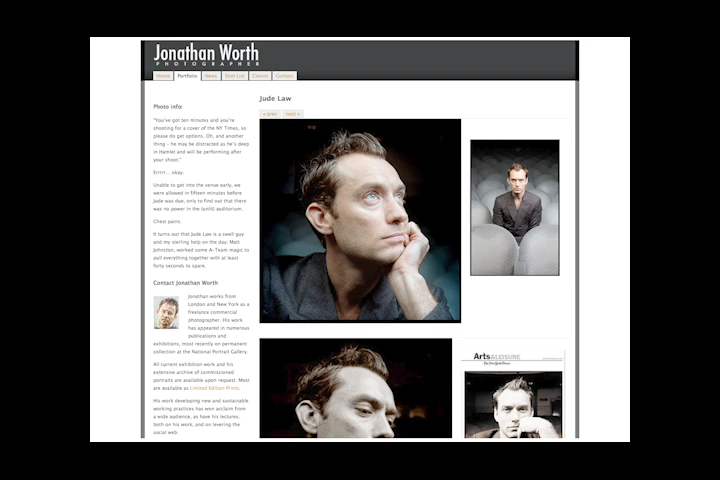 Jonathan Worth
PHOTOGRAPHER
Home Portfolio News Shot List Clients Contact
Jude Law
« prev next »
Photo info:
"You've got ten minutes and you're
shooting for a cover of the NY Times, so
please do get options. Oh, and another
thing – he may be distracted as he's deep
in Hamlet and will be performing after
your shoot."
Errrr... okay.
Unable to get into the venue early, we
were allowed in fifteen minutes before
Jude was due, only to find out that there
was no power in the (unlit) auditorium.
Chest pains.
It turns out that Jude Law is a swell guy
and my sterling help on the day: Matt
Johnston, worked some A-Team magic to
pull everything together with at least
forty seconds to spare.
Contact Jonathan Worth
Jonathan works from
London and New York as a
freelance commercial
photographer. His work
has appeared in numerous
publications and
exhibitions, most recently on permanent
collection at the National Portrait Gallery.
All current exhibition work and his
extensive archive of commissioned
portraits are available upon request. Most
are available as Limited Edition Prints.
His work developing new and sustainable
working practices has won acclaim from
a wide audience, as have his lectures,
both on his work, and on levering the
social web.
Arts&LEISURE
The New York Times